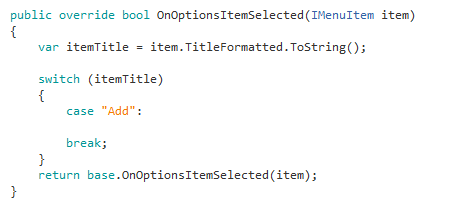 public override bool OnOptionsItemSelected(IMenuItem item)
{
var itemTitle = item.TitleFormatted.ToString();
switch (itemTitle)
{
case "Add":
break;
}
return base.OnOptionsItemSelected(item);
}